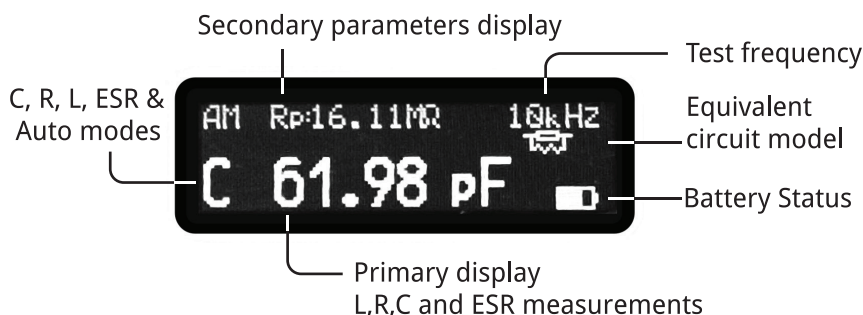 Secondary parameters display
Test frequency
C, R, L, ESR &
Auto modes
AM Rp:16.11MΩ 10kHz
Equivalent
circuit model
C 61.98 pF
Battery Status
Primary display
L,R,C and ESR measurements